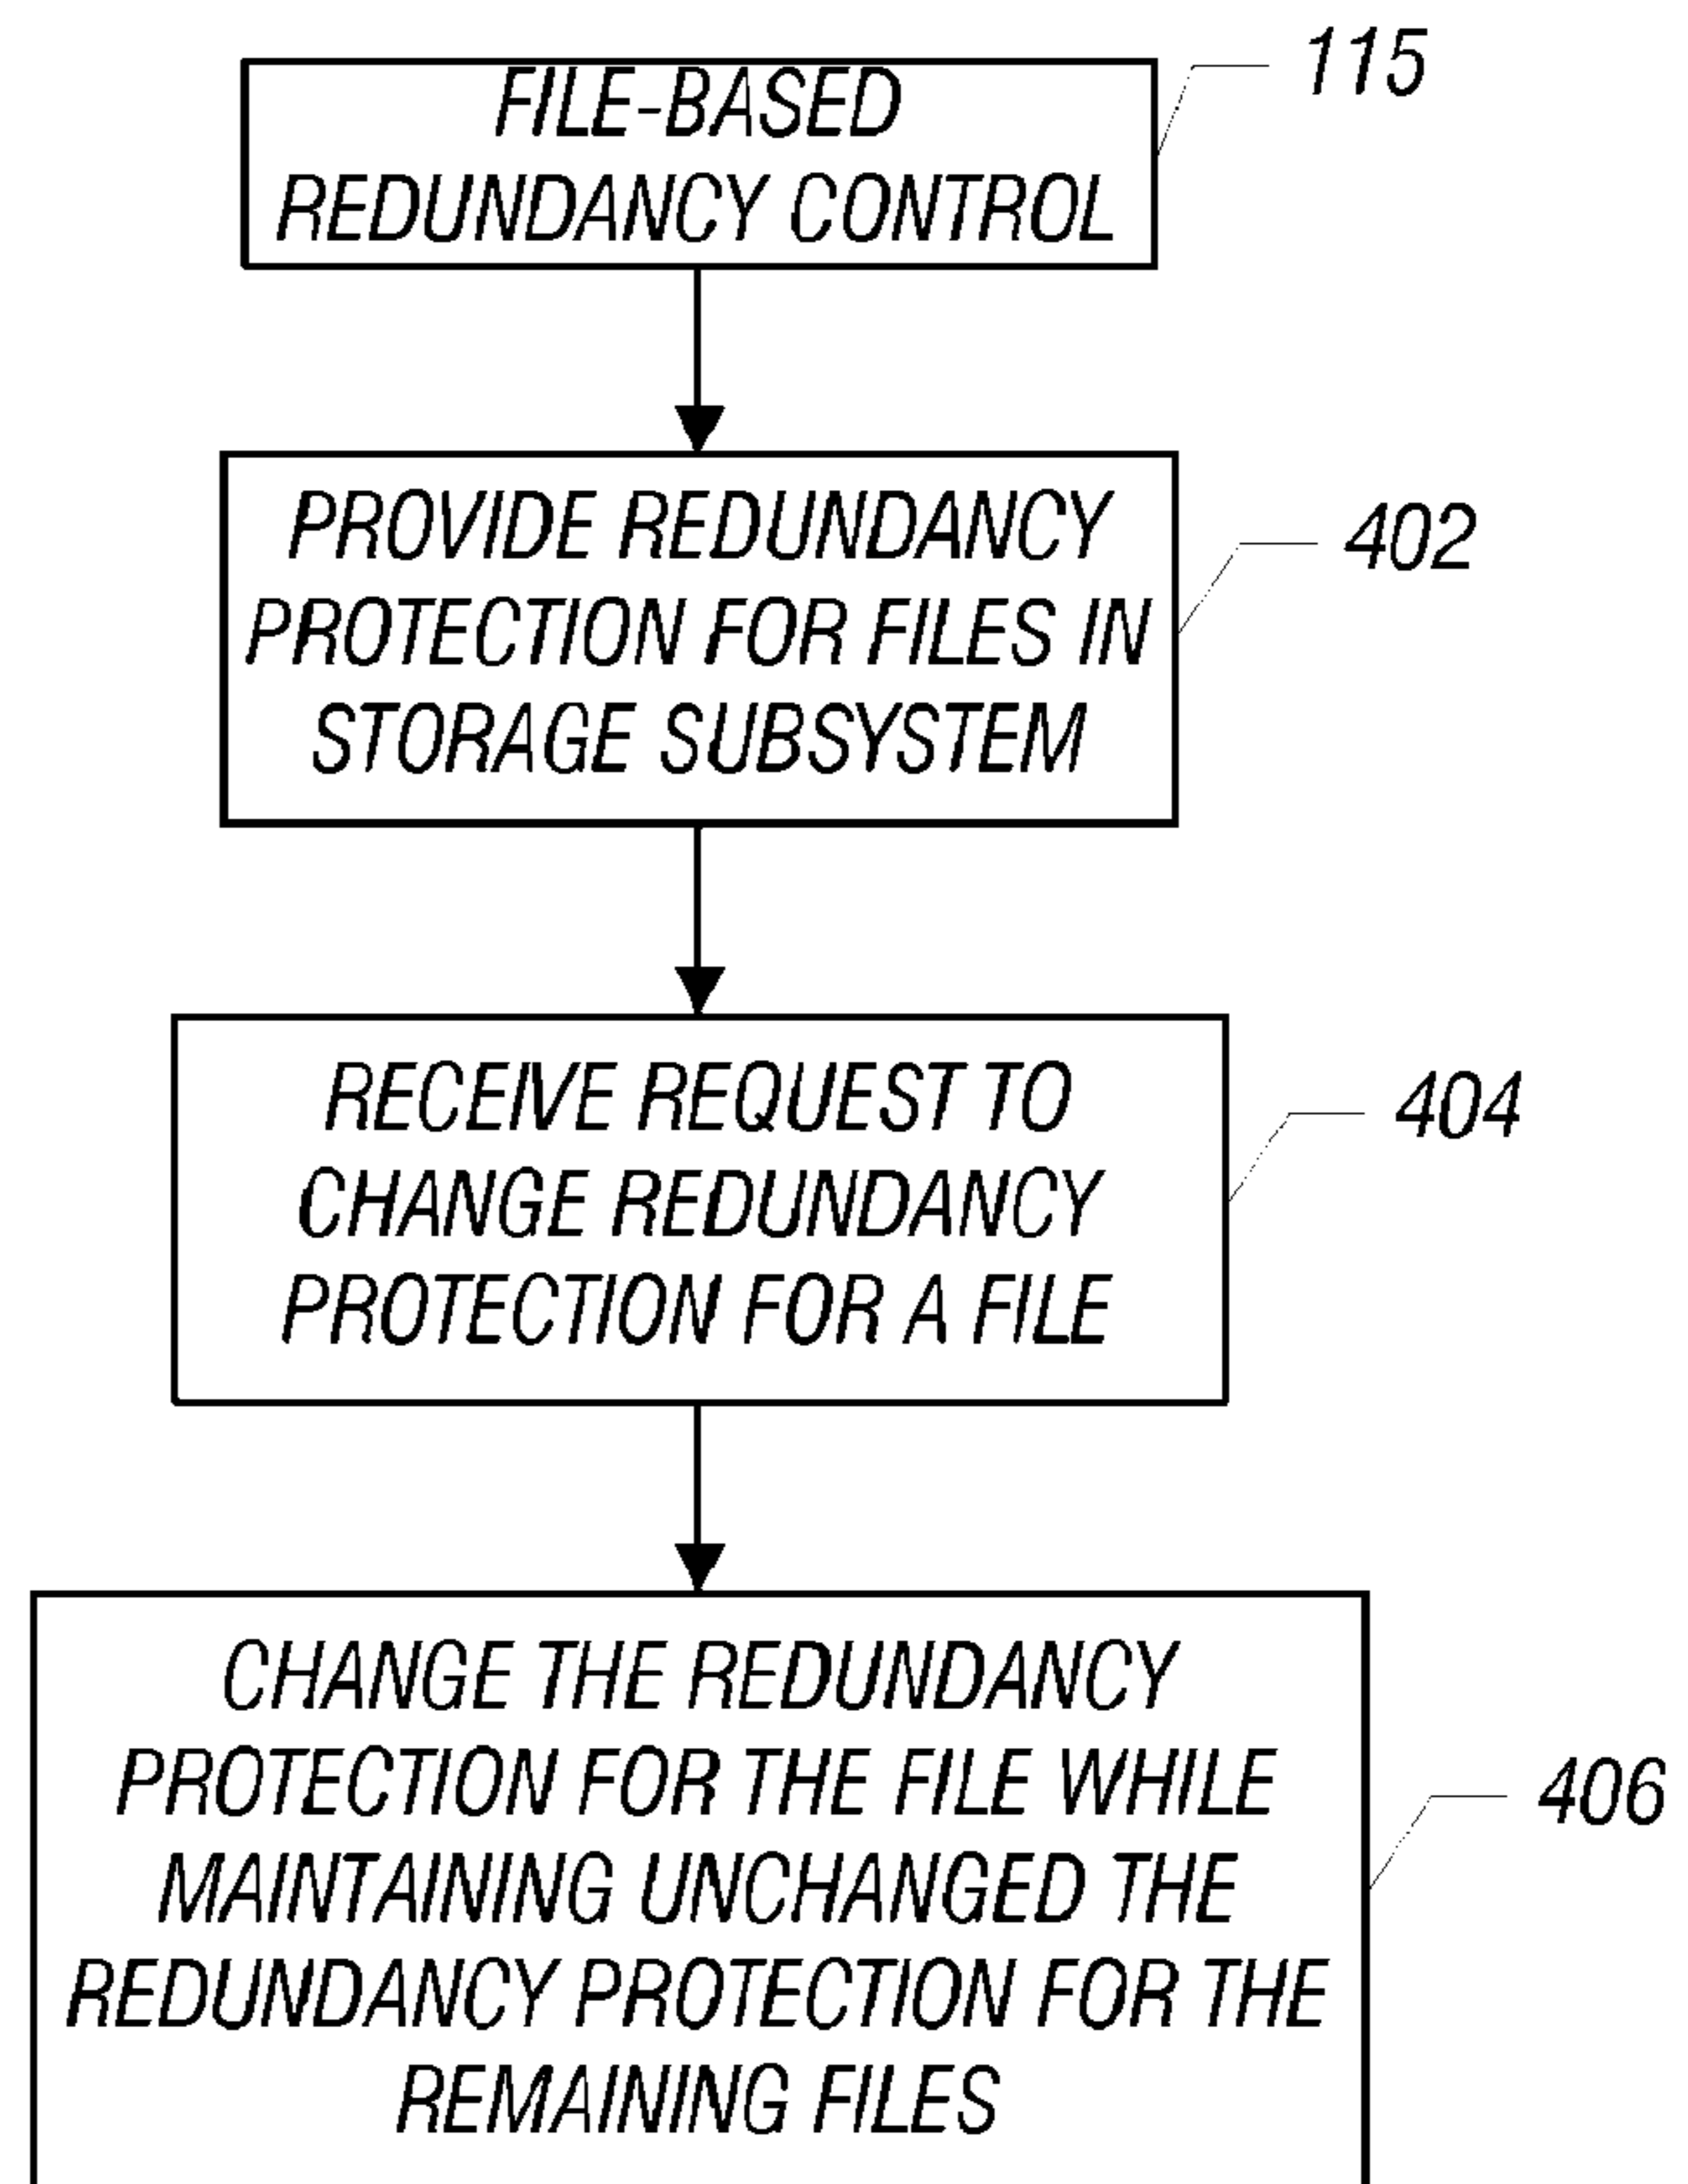 FILE-BASED
REDUNDANCY CONTROL
115
PROVIDE REDUNDANCY
PROTECTION FOR FILES IN
STORAGE SUBSYSTEM
402
RECEIVE REQUEST TO
CHANGE REDUNDANCY
PROTECTION FOR A FILE
404
CHANGE THE REDUNDANCY
PROTECTION FOR THE FILE WHILE
MAINTAINING UNCHANGED THE
REDUNDANCY PROTECTION FOR THE
REMAINING FILES
406